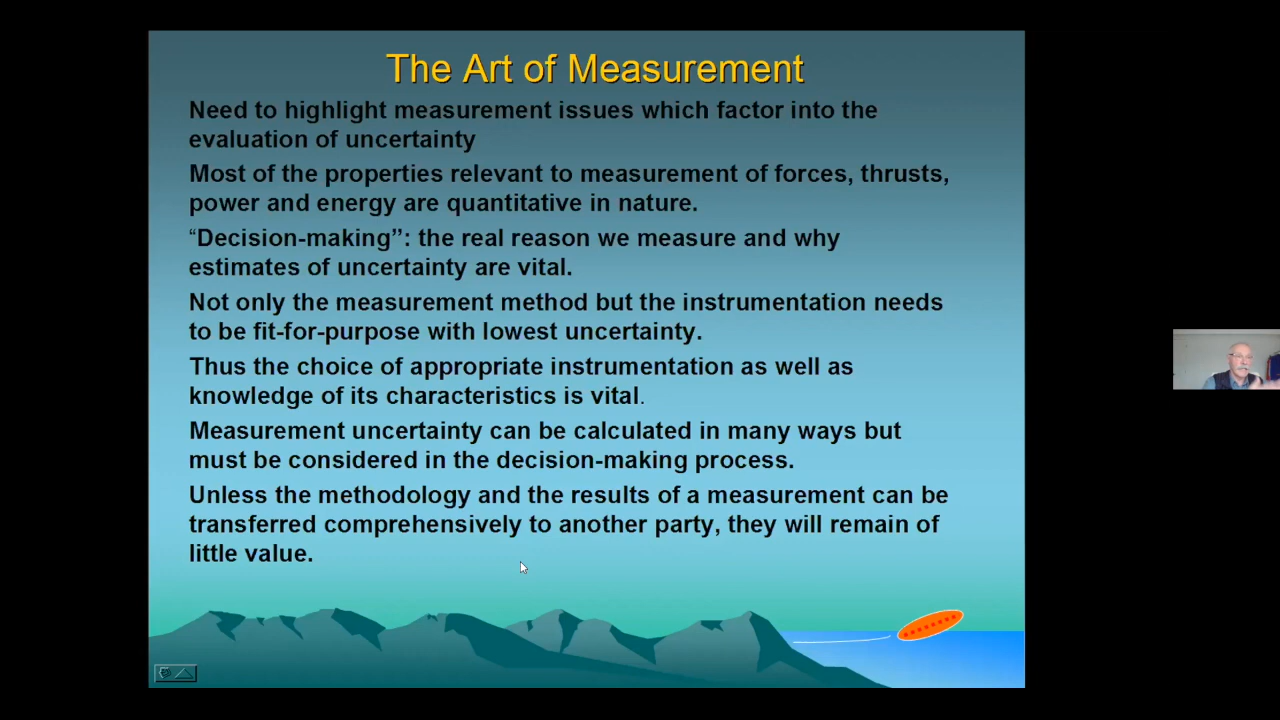 The Art of Measurement
Need to highlight measurement issues which factor into the
evaluation of uncertainty
Most of the properties relevant to measurement of forces, thrusts,
power and energy are quantitative in nature.
“Decision-making”: the real reason we measure and why
estimates of uncertainty are vital.
Not only the measurement method but the instrumentation needs
to be fit-for-purpose with lowest uncertainty.
Thus the choice of appropriate instrumentation as well as
knowledge of its characteristics is vital.
Measurement uncertainty can be calculated in many ways but
must be considered in the decision-making process.
Unless the methodology and the results of a measurement can be
transferred comprehensively to another party, they will remain of
little value.